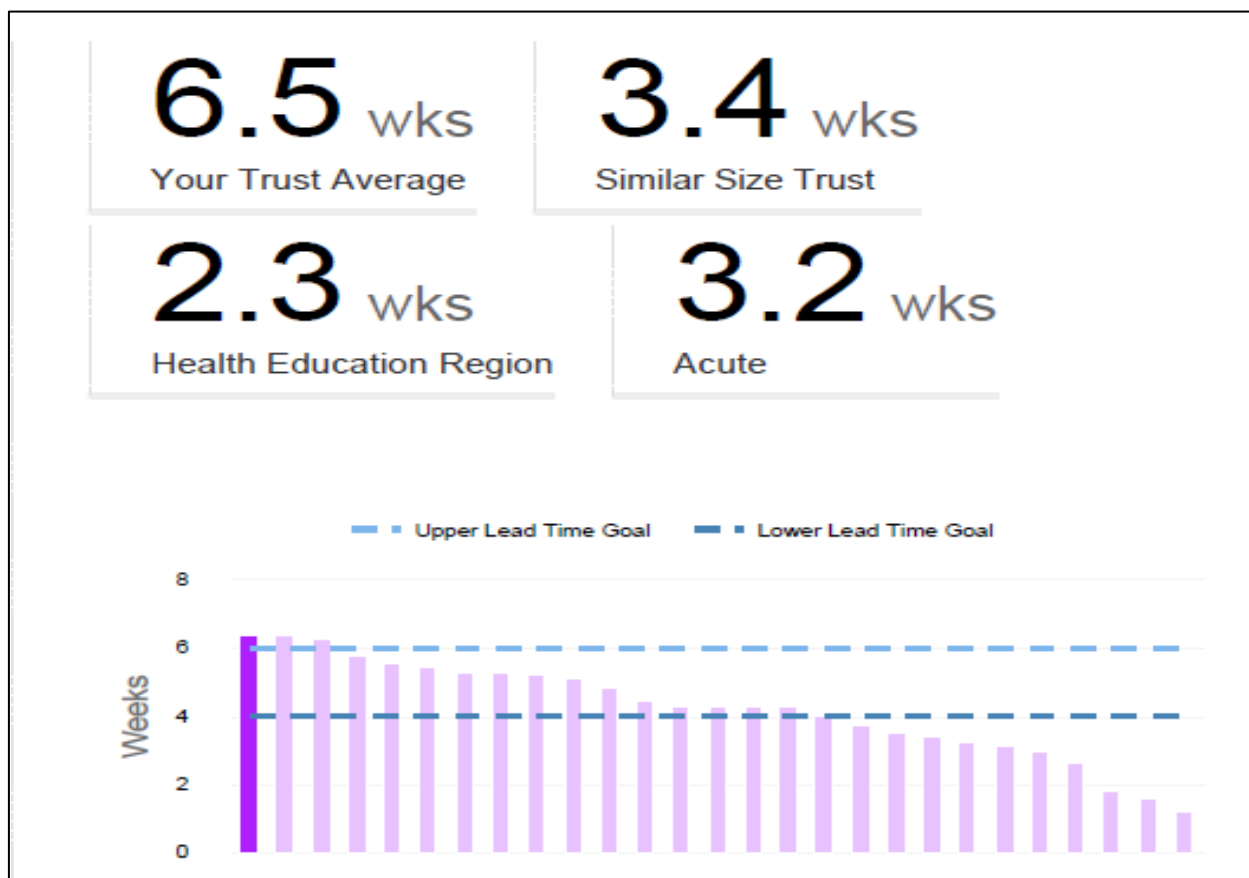 6.5 wks 3.4 wks
Your Trust Average Similar Size Trust
2.3 wks 3.2 wks
Health Education Region Acute
Upper Lead Time Goal Lower Lead Time Goal
8
6
Weeks
4
2
0